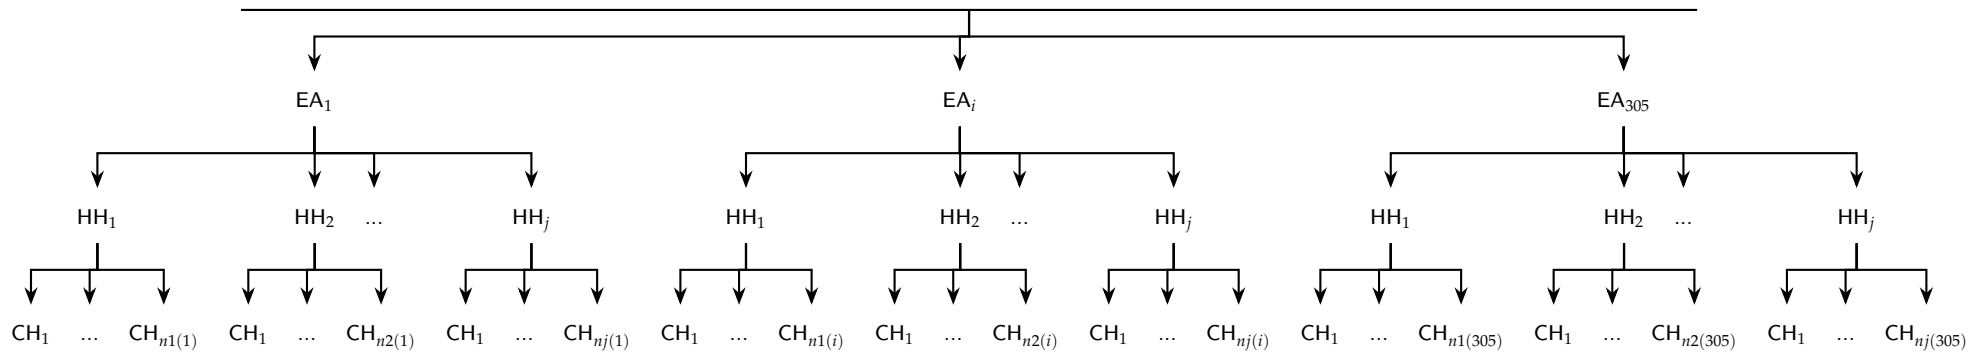 EA₁ EAᵢ EA₃₀₅
HH₁ HH₂ ... HHⱼ HH₁ HH₂ ... HHⱼ HH₁ HH₂ ... HHⱼ
CH₁ ... CHₙ₁₍₁₎ CH₁ ... CHₙ₂₍₁₎ CH₁ ... CHₙⱼ₍₁₎ CH₁ ... CHₙ₁₍ᵢ₎ CH₁ ... CHₙ₂₍ᵢ₎ CH₁ ... CHₙⱼ₍ᵢ₎ CH₁ ... CHₙ₁₍₃₀₅₎ CH₁ ... CHₙ₂₍₃₀₅₎ CH₁ ... CHₙⱼ₍₃₀₅₎